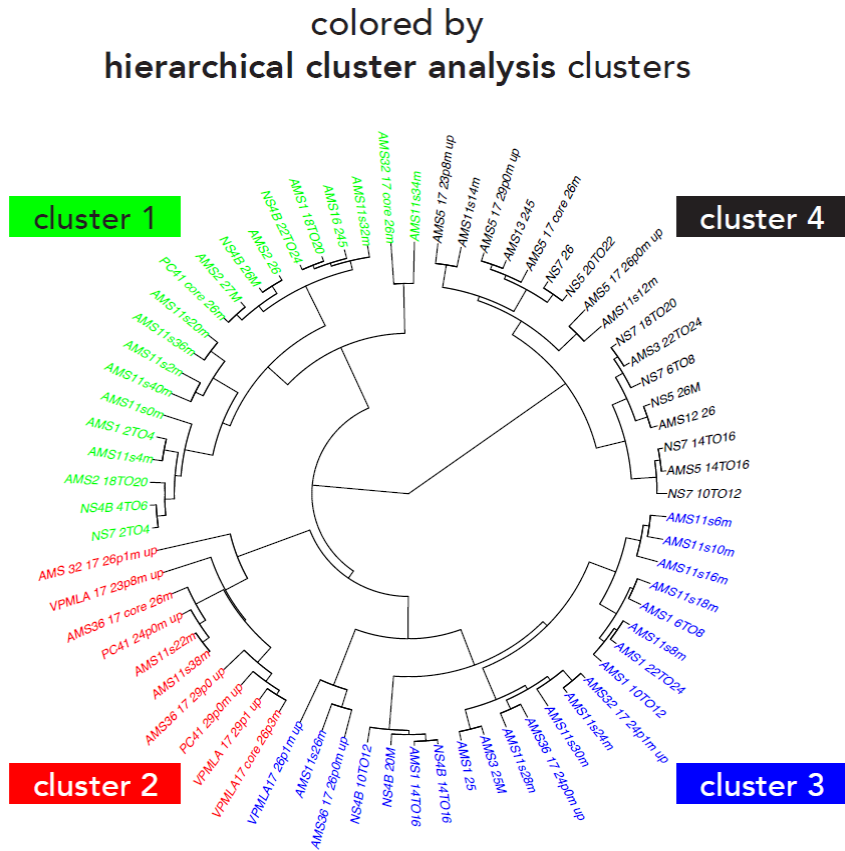 colored by
hierarchical cluster analysis clusters
cluster 1
cluster 4
cluster 2
cluster 3
AMS11s34m
AMS32 17 core 26m
AMS11s32m
AMS16 245
AMS1 18TO20
NS4B 22TO24
AMS2 26
NS4B 26M
AMS2 27M
PC41 core 26m
AMS11s20m
AMS11s36m
AMS11s2m
AMS11s40m
AMS11s0m
AMS1 2TO4
AMS11s4m
AMS2 18TO20
NS4B 4TO6
NS7 2TO4
AMS 32 17 26p1m up
VPMLA 17 23p8m up
AMS36 17 core 26m
PC41 24p0m up
AMS11s22m
AMS11s38m
AMS36 17 29p0 up
PC41 29p0m up
VPMLA 17 29p1 up
VPMLA17 core 26p3m
VPMLA17 26p1m up
AMS11s26m
AMS36 17 26p0m up
NS4B 10TO12
NS4B 20M
AMS1 14TO16
NS4B 14TO16
AMS1 25
AMS3 25M
AMS11s28m
AMS36 17 24p0m up
AMS11s30m
AMS11s24m
AMS32 17 24p1m up
AMS1 10TO12
AMS1 22TO24
AMS11s8m
AMS1 6TO8
AMS11s18m
AMS11s16m
AMS11s10m
AMS11s6m
NS7 10TO12
AMS5 14TO16
NS7 14TO16
AMS12 26
NS5 26M
NS7 6TO8
AMS3 22TO24
NS7 18TO20
AMS11s12m
AMS5 17 26p0m up
NS5 20TO22
NS7 26
AMS5 17 core 26m
AMS13 245
AMS5 17 29p0m up
AMS11s14m
AMS5 17 23p8m up